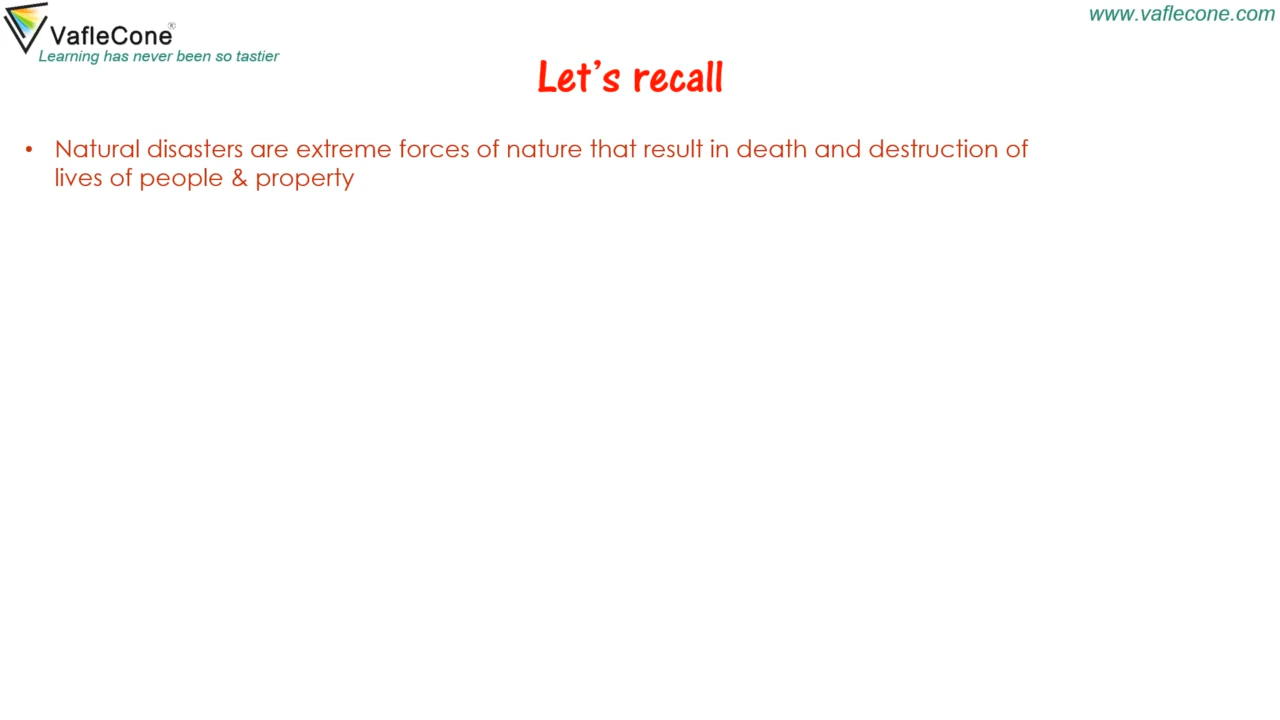 VafleCone®
Learning has never been so tastier
www.vaflecone.com
Let's recall
• Natural disasters are extreme forces of nature that result in death and destruction of
lives of people & property